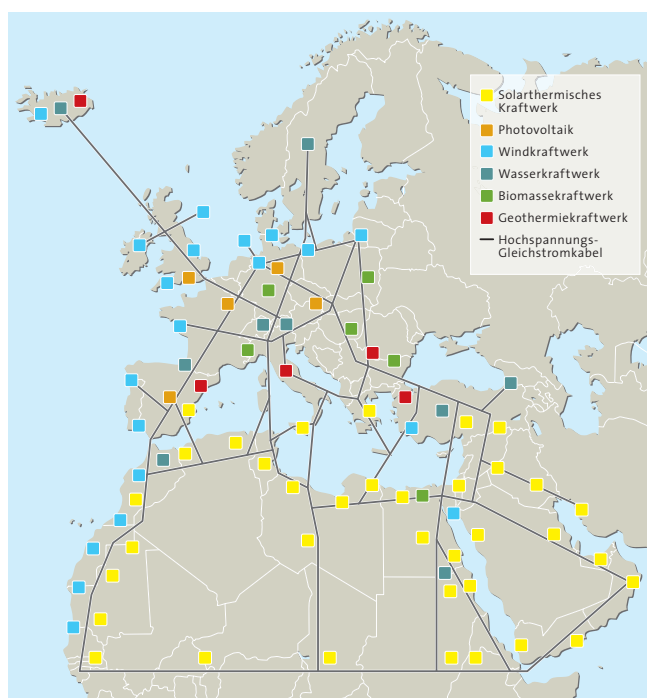 Solarthermisches
Kraftwerk
Photovoltaik
Windkraftwerk
Wasserkraftwerk
Biomassekraftwerk
Geothermiekraftwerk
Hochspannungs-
Gleichstromkabel